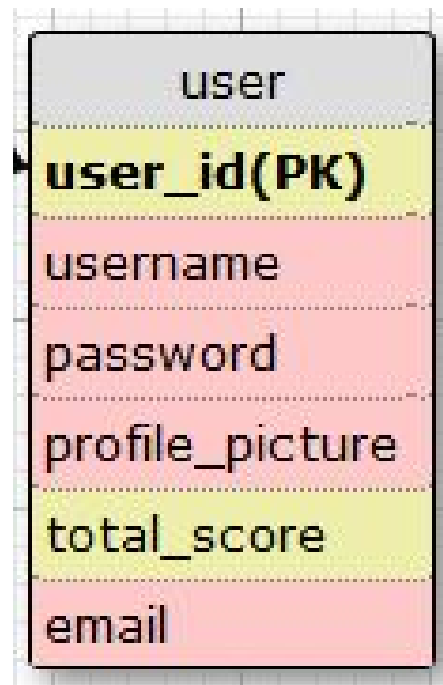 user
user_id(PK)
username
password
profile_picture
total_score
email